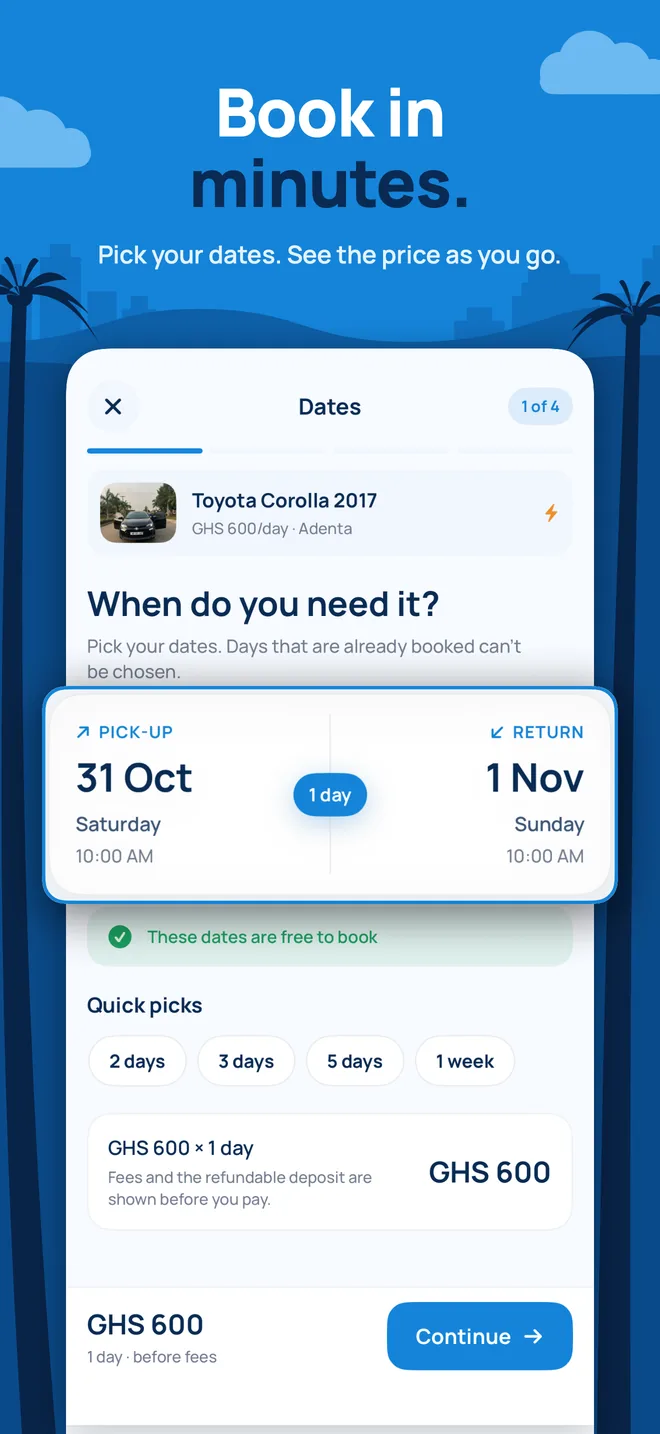 Book in
minutes.
Pick your dates. See the price as you go.
Dates
1 of 4
Toyota Corolla 2017
GHS 600/day · Adenta
When do you need it?
Pick your dates. Days that are already booked can't
be chosen.
PICK-UP
RETURN
31 Oct
1 day
1 Nov
Saturday
Sunday
10:00 AM
10:00 AM
These dates are free to book
Quick picks
2 days
3 days
5 days
1 week
GHS 600 × 1 day
Fees and the refundable deposit are
shown before you pay.
GHS 600
GHS 600
1 day · before fees
Continue →